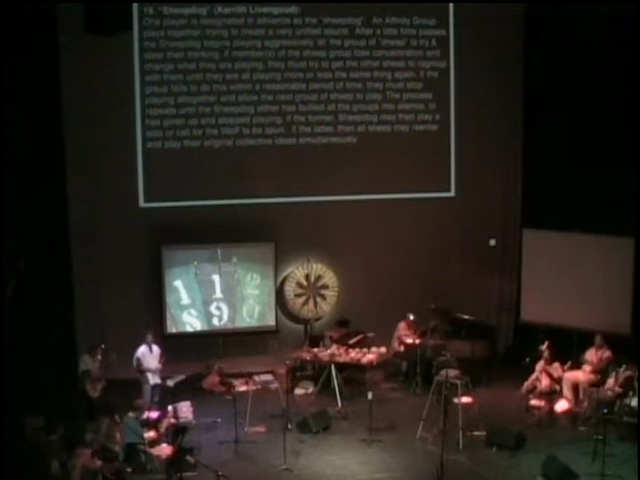 19. "Sheepdog" (Kerrith Livengood):
One player is designated in advance as the "sheepdog". An Affinity Group
plays together, trying to create a very unified sound. After a little time passes,
the Sheepdog begins playing aggressively 'at' the group of "sheep" to try &
steer their thinking. If member(s) of the sheep group lose concentration and
change what they are playing, they must try to get the other sheep to regroup
with them until they are all playing more or less the same thing again. If the
group fails to do this within a reasonable period of time, they must stop
playing altogether and allow the next group of sheep to play. The process
repeats until the Sheepdog either has bullied all the groups into silence, or
has given up and stopped playing. If the former, Sheepdog may then play a
solo or call for the WoF to be spun. If the latter, then all sheep may reenter
and play their original collective ideas simultaneously.
1 1 2
8 9 0